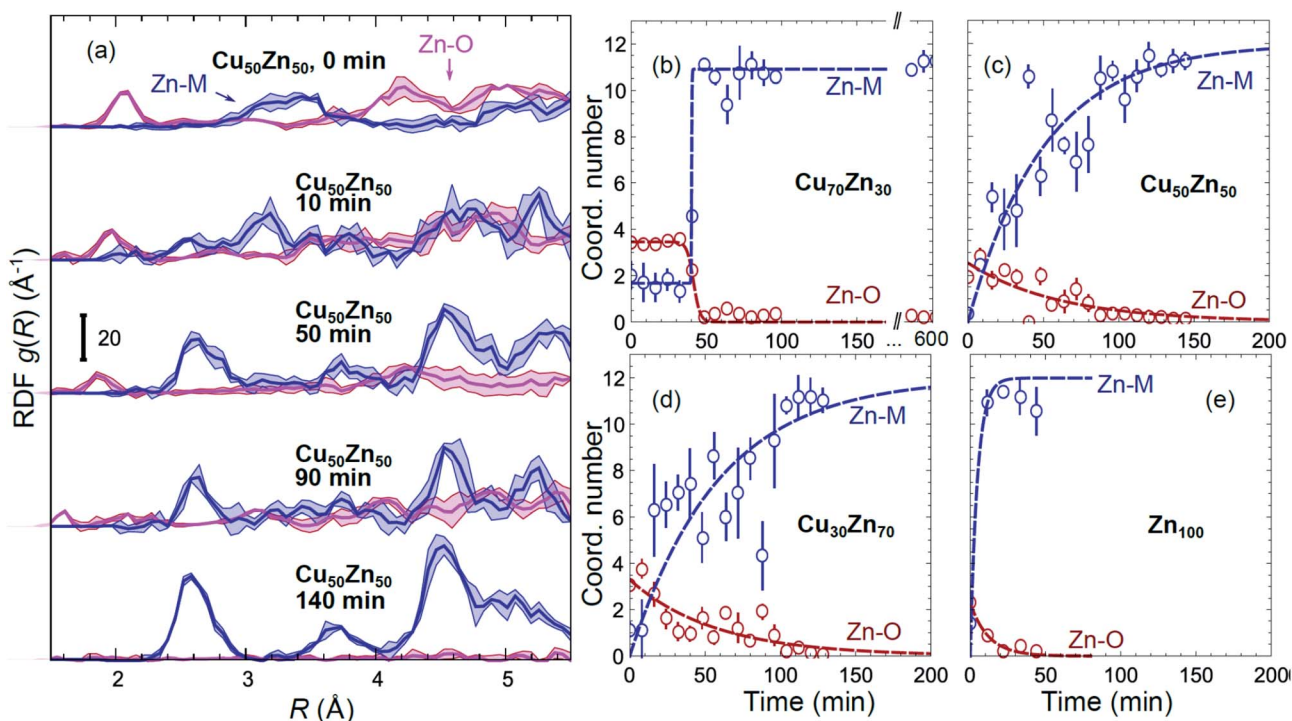 (a)
Cu50Zn50, 0 min
Zn-O
Zn-M
Cu50Zn50
10 min
Cu50Zn50
50 min
20
Cu50Zn50
90 min
Cu50Zn50
140 min
RDF g(R) (Å-1)
2 3 4 5
R (Å)
(b)
Zn-M
Cu70Zn30
Zn-O
Coord. number
0 2 4 6 8 10 12
0 50 100 150 ... 600
//
//
(c)
Zn-M
Cu50Zn50
Zn-O
0 50 100 150 200
(d)
Zn-M
Cu30Zn70
Zn-O
Coord. number
0 2 4 6 8 10 12
0 50 100 150 200
Time (min)
(e)
Zn-M
Zn100
Zn-O
0 50 100 150 200
Time (min)